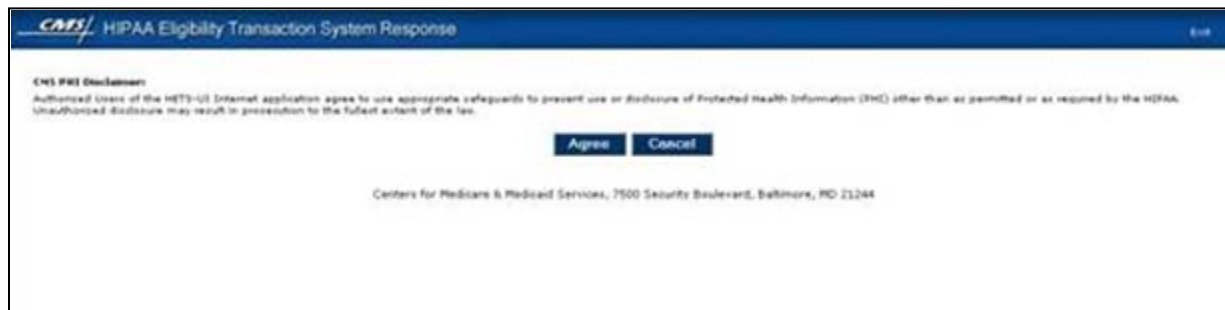 CMS/ HIPAA Eligibility Transaction System Response
Exit
CMS PHI Disclaimer:
Authorized Users of the HETS-UI Internet application agree to use appropriate safeguards to prevent use or disclosure of Protected Health Information (PHI) other than as permitted or as required by the HIPAA.
Unauthorized disclosure may result in prosecution to the fullest extent of the law.
Agree Cancel
Centers for Medicare & Medicaid Services, 7500 Security Boulevard, Baltimore, MD 21244